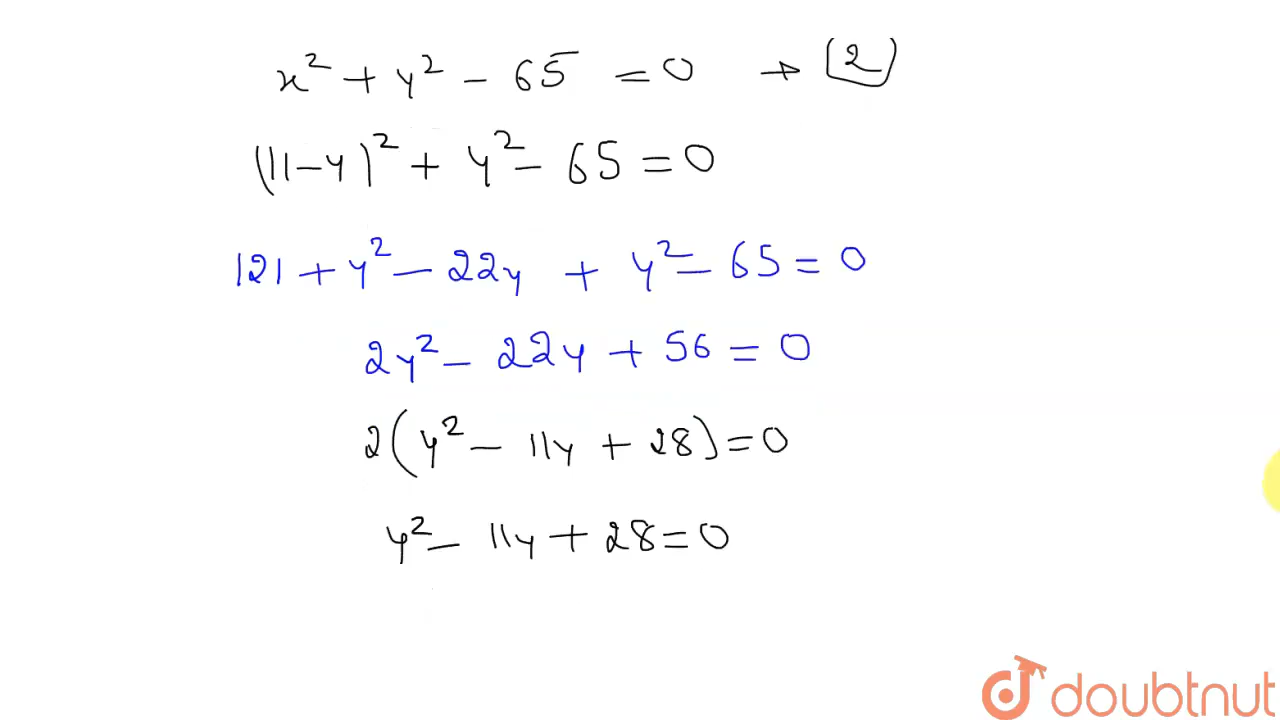 x² + y² - 65 = 0 → [2]
(11-y)² + y² - 65 = 0
121 + y² - 22y + y² - 65 = 0
2y² - 22y + 56 = 0
2(y² - 11y + 28) = 0
y² - 11y + 28 = 0
doubtnut